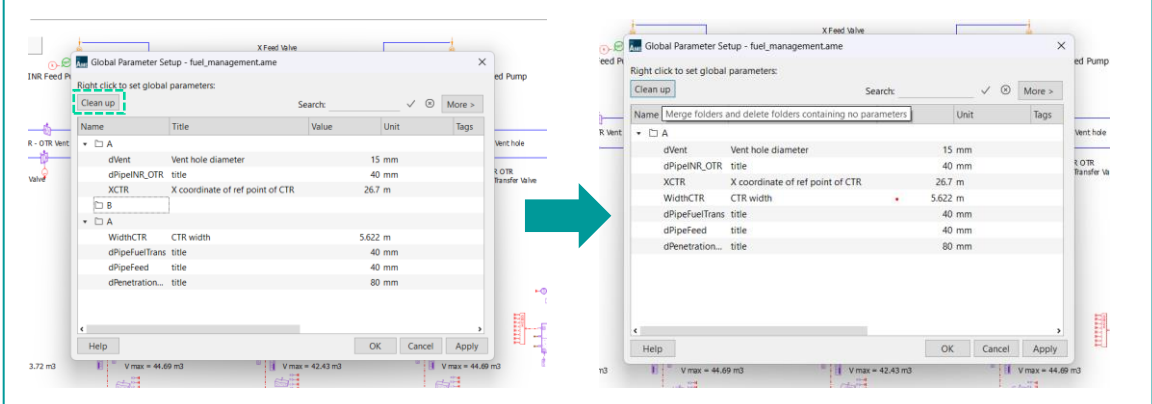 X Feed Valve
Global Parameter Setup - fuel_management.ame
INR Feed
ed Pump
Right click to set global parameters:
Clean up
Search:
More >
Name Title Value Unit Tags
A
R - OTR Vent
Vent hole
dVent Vent hole diameter 15 mm
dPipeINR_OTR title 40 mm
R OTR
Transfer Valve
Valve
XCTR X coordinate of ref point of CTR 26.7 m
B
A
WidthCTR CTR width 5.622 m
dPipeFuelTrans title 40 mm
dPipeFeed title 40 mm
dPenetration... title 80 mm
Help OK Cancel Apply
3.72 m3 V max = 44.69 m3 V max = 42.43 m3 V max = 44.69 m3
X Feed Valve
Global Parameter Setup - fuel_management.ame
eed
ed Pump
Right click to set global parameters:
Clean up
Search:
More >
Name Merge folders and delete folders containing no parameters Unit Tags
A
R Vent
Vent hole
dVent Vent hole diameter 15 mm
dPipeINR_OTR title 40 mm
R OTR
Transfer Va
XCTR X coordinate of ref point of CTR 26.7 m
WidthCTR CTR width 5.622 m
dPipeFuelTrans title 40 mm
dPipeFeed title 40 mm
dPenetration... title 80 mm
Help OK Cancel Apply
m3 V max = 44.69 m3 V max = 42.43 m3 V max = 44.69 m3